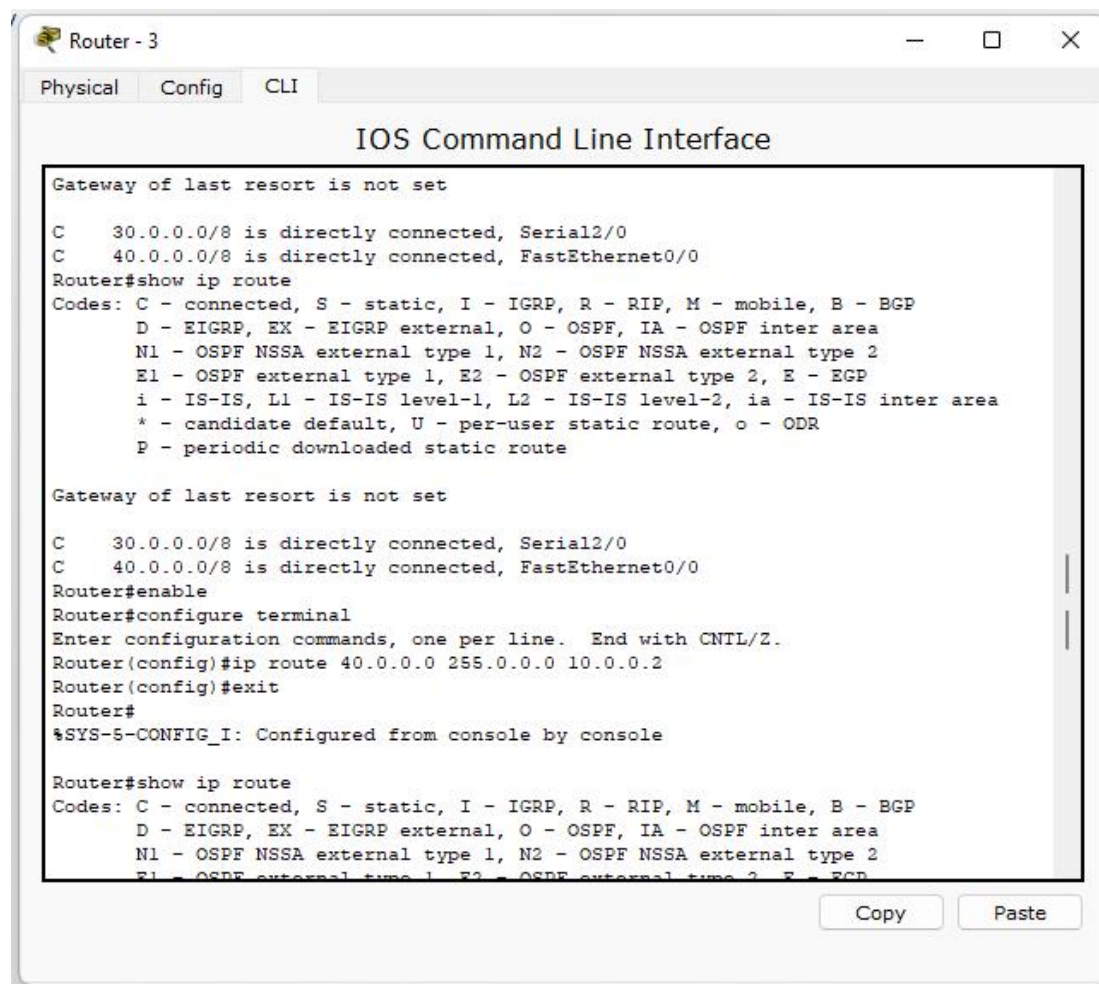 Router - 3
Physical Config CLI
IOS Command Line Interface
Gateway of last resort is not set
C    30.0.0.0/8 is directly connected, Serial2/0
C    40.0.0.0/8 is directly connected, FastEthernet0/0
Router#show ip route
Codes: C - connected, S - static, I - IGRP, R - RIP, M - mobile, B - BGP
       D - EIGRP, EX - EIGRP external, O - OSPF, IA - OSPF inter area
       N1 - OSPF NSSA external type 1, N2 - OSPF NSSA external type 2
       E1 - OSPF external type 1, E2 - OSPF external type 2, E - EGP
       i - IS-IS, L1 - IS-IS level-1, L2 - IS-IS level-2, ia - IS-IS inter area
       * - candidate default, U - per-user static route, o - ODR
       P - periodic downloaded static route
Gateway of last resort is not set
C    30.0.0.0/8 is directly connected, Serial2/0
C    40.0.0.0/8 is directly connected, FastEthernet0/0
Router#enable
Router#configure terminal
Enter configuration commands, one per line.  End with CNTL/Z.
Router(config)#ip route 40.0.0.0 255.0.0.0 10.0.0.2
Router(config)#exit
Router#
%SYS-5-CONFIG_I: Configured from console by console
Router#show ip route
Codes: C - connected, S - static, I - IGRP, R - RIP, M - mobile, B - BGP
       D - EIGRP, EX - EIGRP external, O - OSPF, IA - OSPF inter area
       N1 - OSPF NSSA external type 1, N2 - OSPF NSSA external type 2
       E1 - OSPF external type 1, E2 - OSPF external type 2, E - EGP
Copy Paste